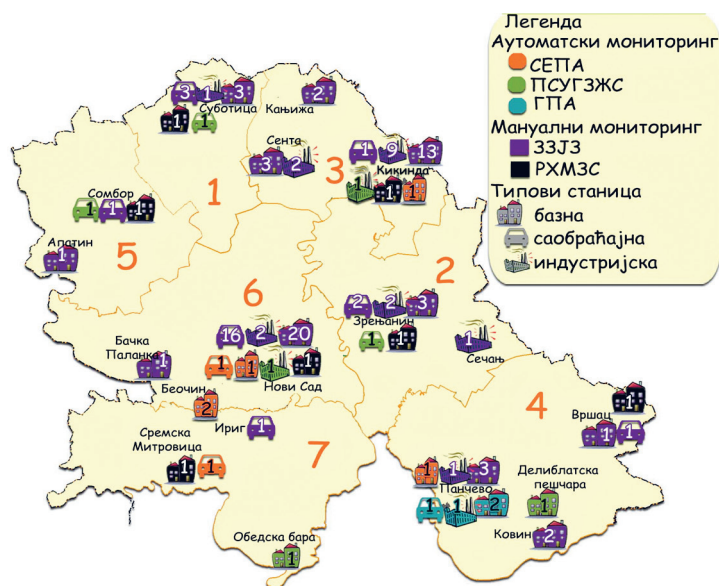 Легенда
Аутоматски мониторинг
СЕПА
ПСУГЗЖС
ГПА
Мануални мониторинг
ЗЗЈЗ
РХМЗС
Типови станица
базна
саобраћајна
индустријска
3 1 3
Суботица
1 1
Кањижа
2
Сента
3 2
1 9 13
Кикинда
1 1 1
1
3
Сомбор
1 1 1
Апатин
1
5
6
2
2 2 3
Зрењанин
1 1
1
Сечањ
16 2 20
1 1 1 1
Нови Сад
Бачка
Паланка
1
Беочин
2
Ириг
1
Сремска
Митровица
1 1
7
Обедска бара
1
4
Вршац
1
1 1
1 1 3
Панчево
1 1 2
Делиблатска
пешчара
1
Ковин
2